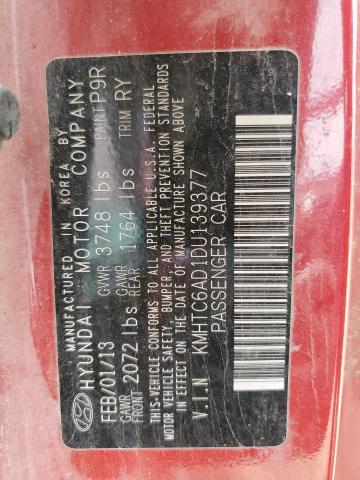 MANUFACTURED IN KOREA BY
HYUNDAI MOTOR COMPANY
FEB/01/13 GVWR 3748 lbs PAINT P9R
GAWR FRONT 2072 lbs GAWR REAR 1764 lbs TRIM RY
THIS VEHICLE CONFORMS TO ALL APPLICABLE U.S.A. FEDERAL
MOTOR VEHICLE SAFETY, BUMPER, AND THEFT PREVENTION STANDARDS
IN EFFECT ON THE DATE OF MANUFACTURE SHOWN ABOVE
V.I.N KMHTC6AD1DU139377
PASSENGER CAR